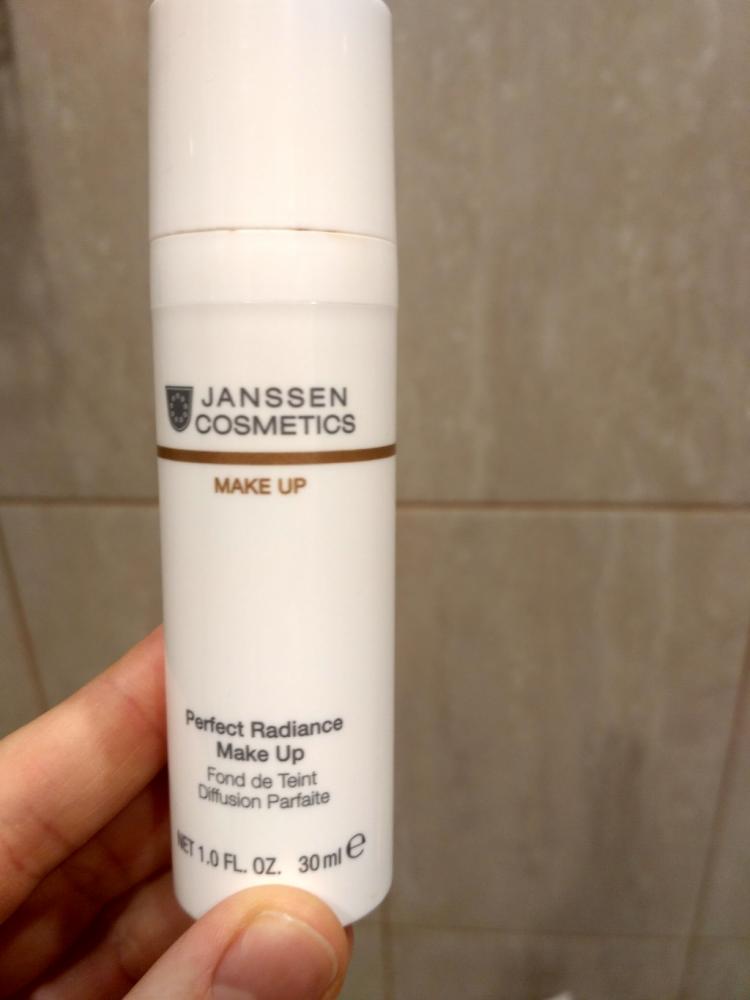 JANSSEN
COSMETICS
MAKE UP
Perfect Radiance
Make Up
Fond de Teint
Diffusion Parfaite
NET 1.0 FL. OZ. 30 ml e